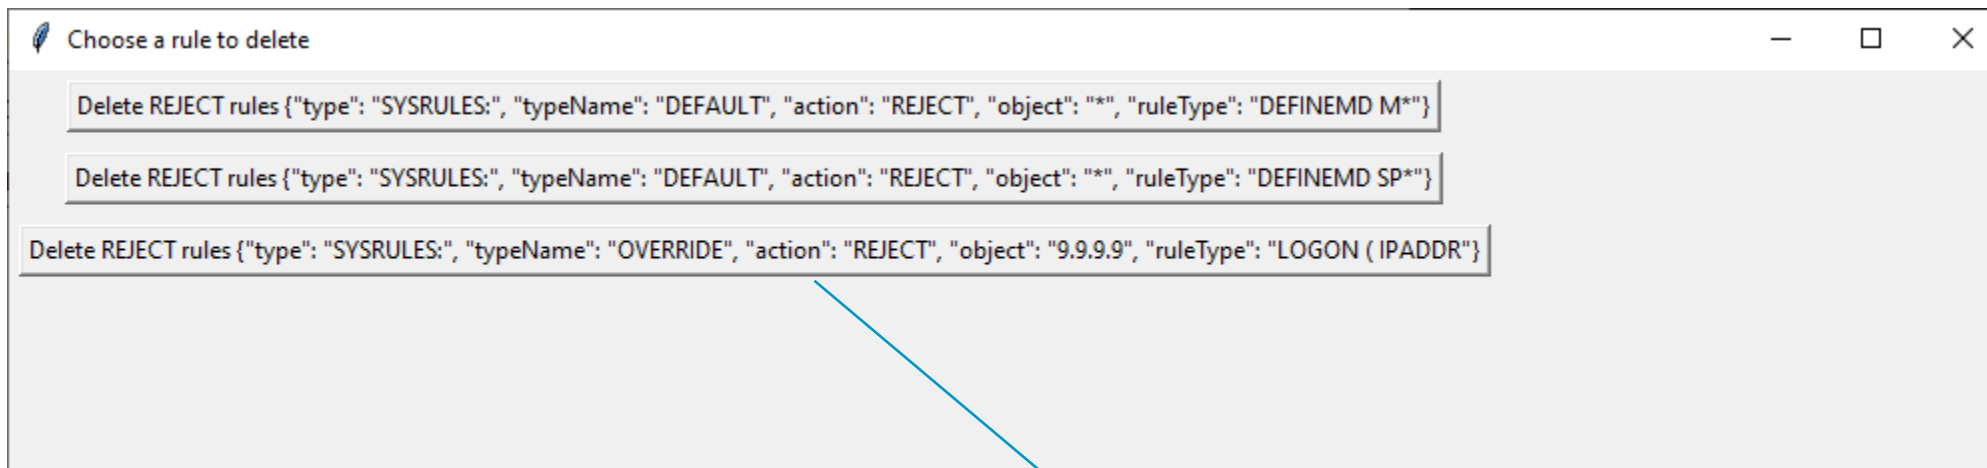 Choose a rule to delete
Delete REJECT rules {"type": "SYSRULES:", "typeName": "DEFAULT", "action": "REJECT", "object": "*", "ruleType": "DEFINEMD M*"}
Delete REJECT rules {"type": "SYSRULES:", "typeName": "DEFAULT", "action": "REJECT", "object": "*", "ruleType": "DEFINEMD SP*"}
Delete REJECT rules {"type": "SYSRULES:", "typeName": "OVERRIDE", "action": "REJECT", "object": "9.9.9.9", "ruleType": "LOGON ( IPADDR"}